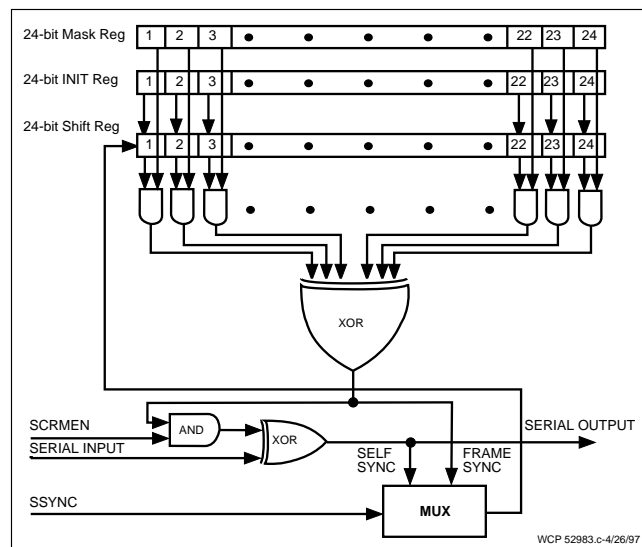 24-bit Mask Reg 1 2 3 22 23 24
24-bit INIT Reg 1 2 3 22 23 24
24-bit Shift Reg 1 2 3 22 23 24
XOR
SCRMEN
AND
SERIAL INPUT
XOR
SERIAL OUTPUT
SELF SYNC
FRAME SYNC
SSYNC
MUX
WCP 52983.c-4/26/97